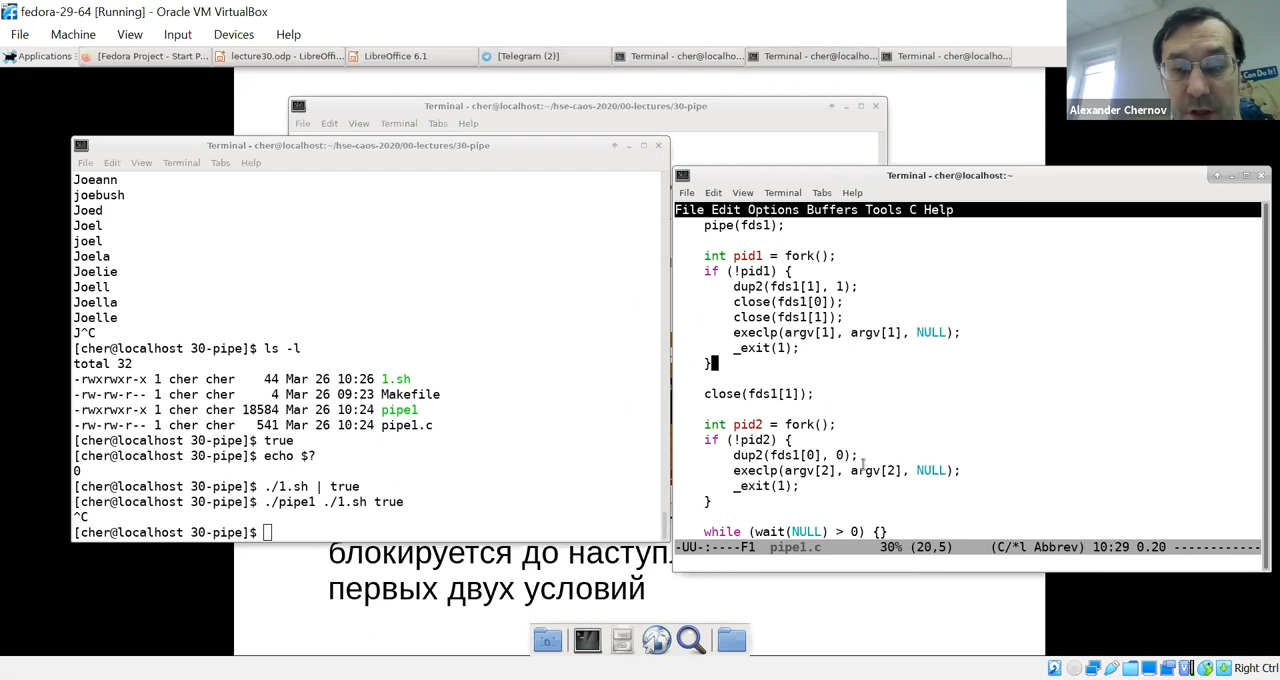 fedora-29-64 [Running] - Oracle VM VirtualBox
File Machine View Input Devices Help
Applications [Fedora Project - Start P... lecture30.odp - LibreOffi... LibreOffice 6.1 [Telegram (2)] Terminal - cher@localho... Terminal - cher@localho... Terminal - cher@localho...
Can Do It!
Alexander Chernov
Terminal - cher@localhost:~/hse-caos-2020/00-lectures/30-pipe
File Edit View Terminal Tabs Help
Terminal - cher@localhost:~/hse-caos-2020/00-lectures/30-pipe
File Edit View Terminal Tabs Help
Joeann
joebush
Joed
Joel
joel
Joela
Joelie
Joell
Joella
Joelle
J^C
[cher@localhost 30-pipe]$ ls -l
total 32
-rwxrwxr-x 1 cher cher    44 Mar 26 10:26 1.sh
-rw-rw-r-- 1 cher cher     4 Mar 26 09:23 Makefile
-rwxrwxr-x 1 cher cher 18584 Mar 26 10:24 pipe1
-rw-rw-r-- 1 cher cher   541 Mar 26 10:24 pipe1.c
[cher@localhost 30-pipe]$ true
[cher@localhost 30-pipe]$ echo $?
0
[cher@localhost 30-pipe]$ ./1.sh | true
[cher@localhost 30-pipe]$ ./pipe1 ./1.sh true
^C
[cher@localhost 30-pipe]$
Terminal - cher@localhost:~
File Edit View Terminal Tabs Help
File Edit Options Buffers Tools C Help
pipe(fds1);
int pid1 = fork();
if (!pid1) {
dup2(fds1[1], 1);
close(fds1[0]);
close(fds1[1]);
execlp(argv[1], argv[1], NULL);
_exit(1);
}
close(fds1[1]);
int pid2 = fork();
if (!pid2) {
dup2(fds1[0], 0);
execlp(argv[2], argv[2], NULL);
_exit(1);
}
while (wait(NULL) > 0) {}
-UU-:----F1 pipe1.c 30% (20,5) (C/*l Abbrev) 10:29 0.20 ------------
блокируется до наступл
первых двух условий
Right Ctrl